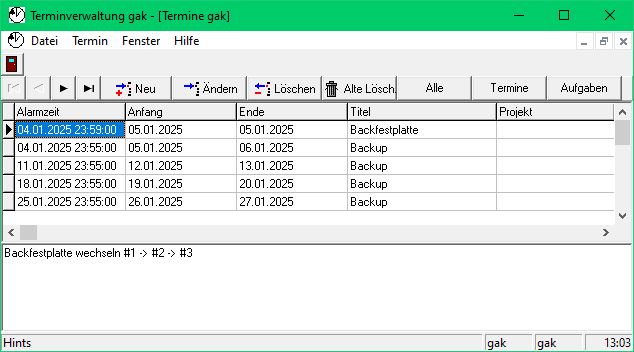 Terminverwaltung gak - [Termine gak]
Datei Termin Fenster Hilfe
Neu Ändern Löschen Alte Lösch. Alle Termine Aufgaben
Alarmzeit Anfang Ende Titel Projekt
04.01.2025 23:59:00 05.01.2025 05.01.2025 Backfestplatte
04.01.2025 23:55:00 05.01.2025 06.01.2025 Backup
11.01.2025 23:55:00 12.01.2025 13.01.2025 Backup
18.01.2025 23:55:00 19.01.2025 20.01.2025 Backup
25.01.2025 23:55:00 26.01.2025 27.01.2025 Backup
Backfestplatte wechseln #1 -> #2 -> #3
Hints gak gak 13:03